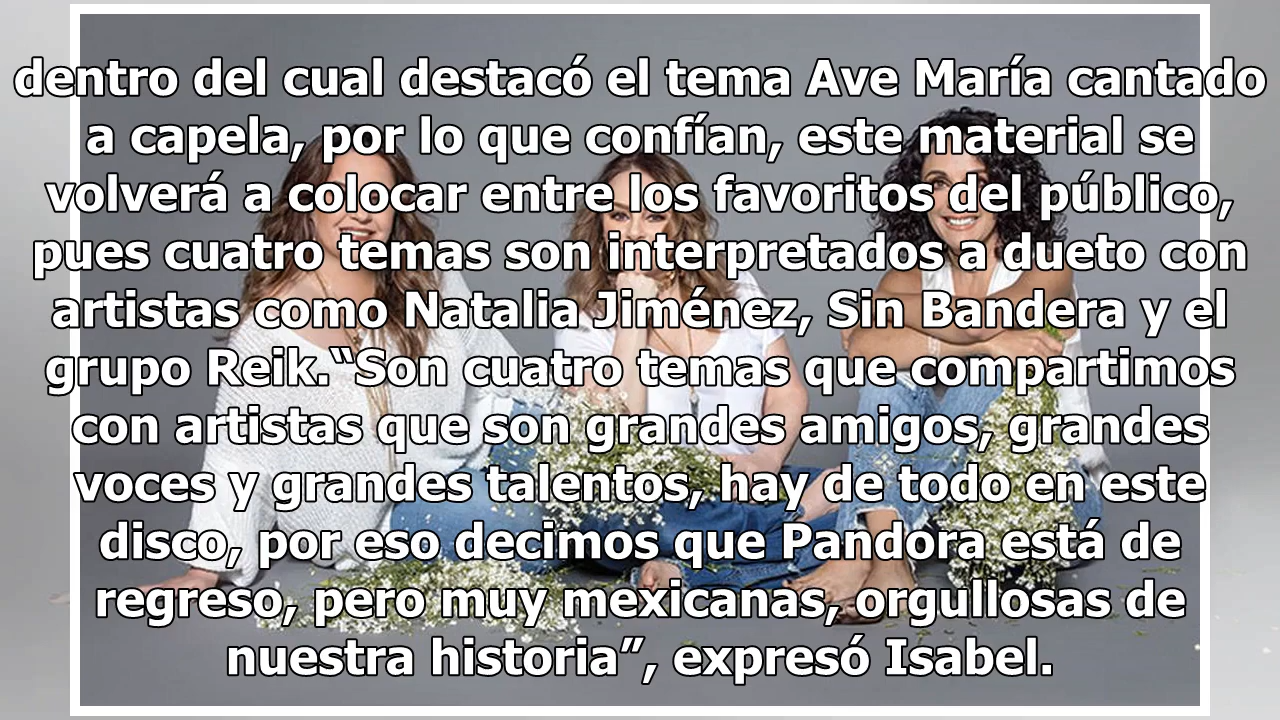 dentro del cual destacó el tema Ave María cantado
a capela, por lo que confían, este material se
volverá a colocar entre los favoritos del público,
pues cuatro temas son interpretados a dueto con
artistas como Natalia Jiménez, Sin Bandera y el
grupo Reik.“Son cuatro temas que compartimos
con artistas que son grandes amigos, grandes
voces y grandes talentos, hay de todo en este
disco, por eso decimos que Pandora está de
regreso, pero muy mexicanas, orgullosas de
nuestra historia”, expresó Isabel.